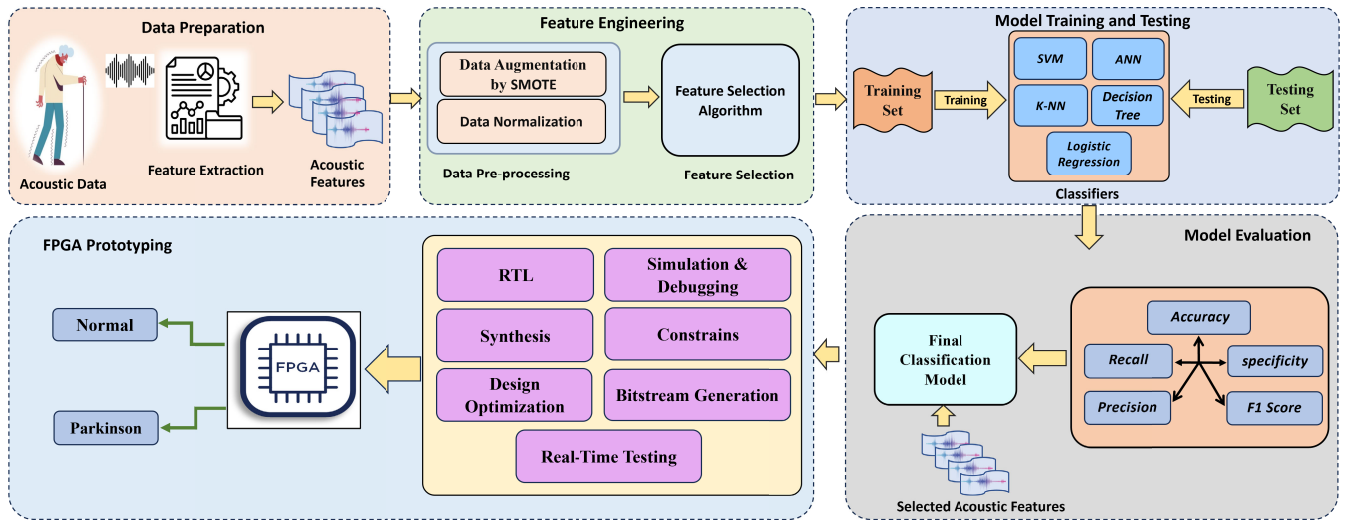 Data Preparation
Acoustic Data
Feature Extraction
Acoustic
Features
Feature Engineering
Data Augmentation
by SMOTE
Data Normalization
Data Pre-processing
Feature Selection
Algorithm
Feature Selection
Model Training and Testing
Training
Set
Training
SVM
ANN
K-NN
Decision
Tree
Logistic
Regression
Classifiers
Testing
Testing
Set
FPGA Prototyping
Normal
Parkinson
FPGA
RTL
Simulation &
Debugging
Synthesis
Constrains
Design
Optimization
Bitstream Generation
Real-Time Testing
Model Evaluation
Final
Classification
Model
Selected Acoustic Features
Accuracy
Recall
specificity
Precision
F1 Score